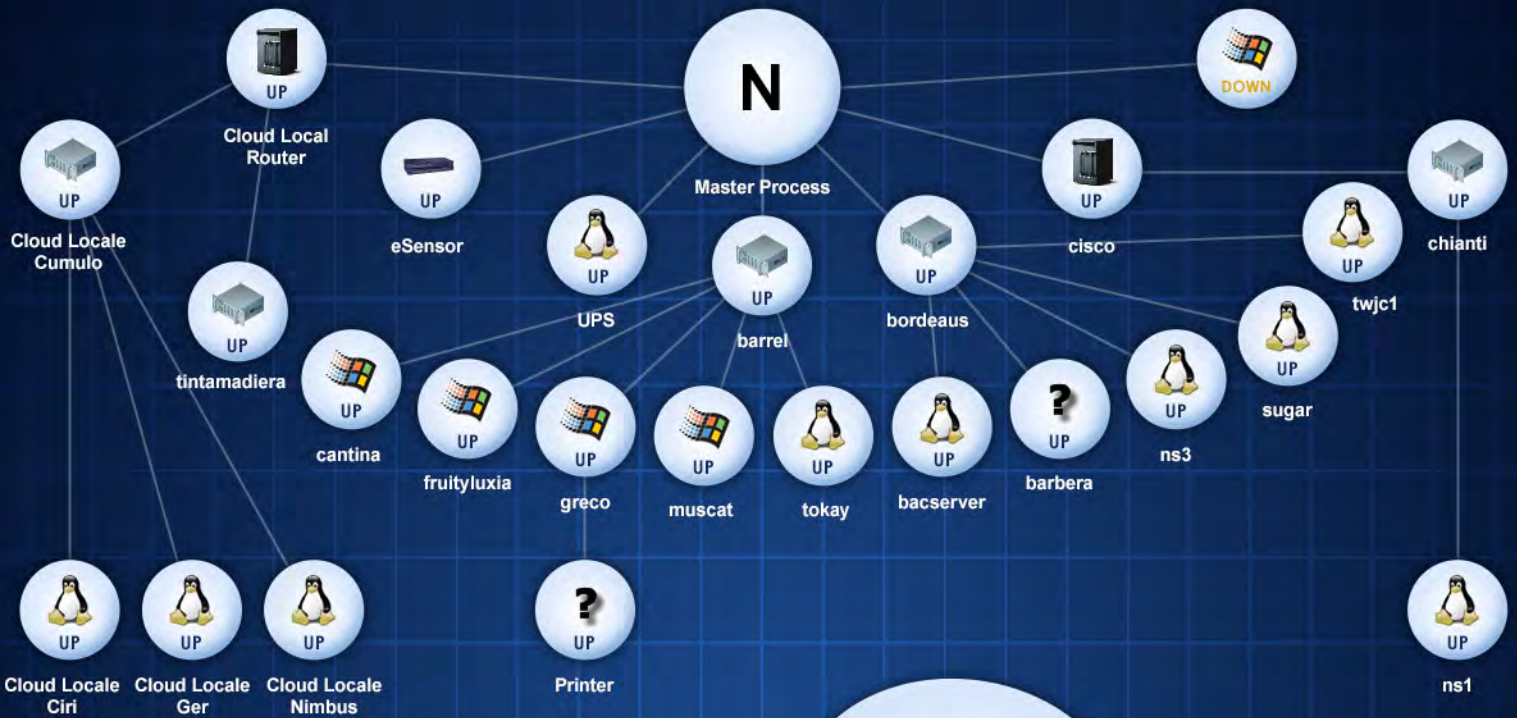 N
Master Process
UP
Cloud Local
Router
DOWN
UP
Cloud Locale
Cumulo
UP
eSensor
UP
cisco
UP
chianti
UP
UPS
UP
barrel
UP
bordeaus
UP
twjc1
UP
tintamadiera
UP
cantina
UP
fruityluxia
UP
greco
UP
muscat
UP
tokay
UP
bacserver
?
UP
barbera
UP
ns3
UP
sugar
UP
Cloud Locale
Ciri
UP
Cloud Locale
Ger
UP
Cloud Locale
Nimbus
?
UP
Printer
UP
ns1